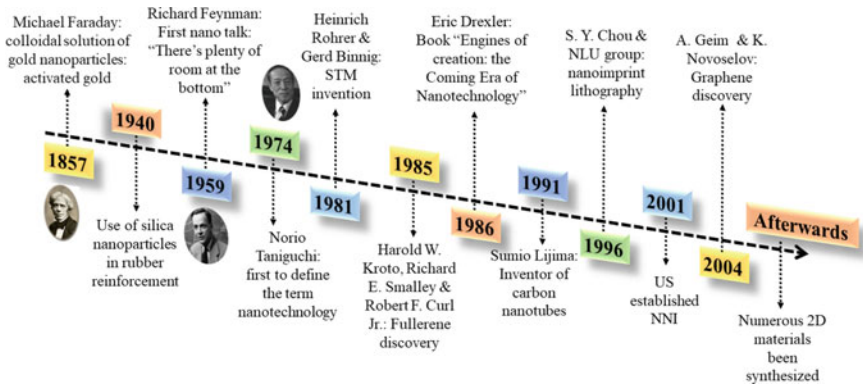 Michael Faraday:
colloidal solution of
gold nanoparticles:
activated gold
1857
1940
Use of silica
nanoparticles
in rubber
reinforcement
Richard Feynman:
First nano talk:
“There’s plenty of
room at the
bottom”
1959
1974
Norio
Taniguchi:
first to define
the term
nanotechnology
Heinrich
Rohrer &
Gerd Binnig:
STM
invention
1981
1985
Harold W.
Kroto, Richard
E. Smalley &
Robert F. Curl
Jr.: Fullerene
discovery
Eric Drexler:
Book “Engines of
creation: the
Coming Era of
Nanotechnology”
1986
1991
Sumio Lijima:
Inventor of
carbon
nanotubes
S. Y. Chou &
NLU group:
nanoimprint
lithography
1996
2001
US
established
NNI
A. Geim & K.
Novoselov:
Graphene
discovery
2004
Afterwards
Numerous 2D
materials
been
synthesized